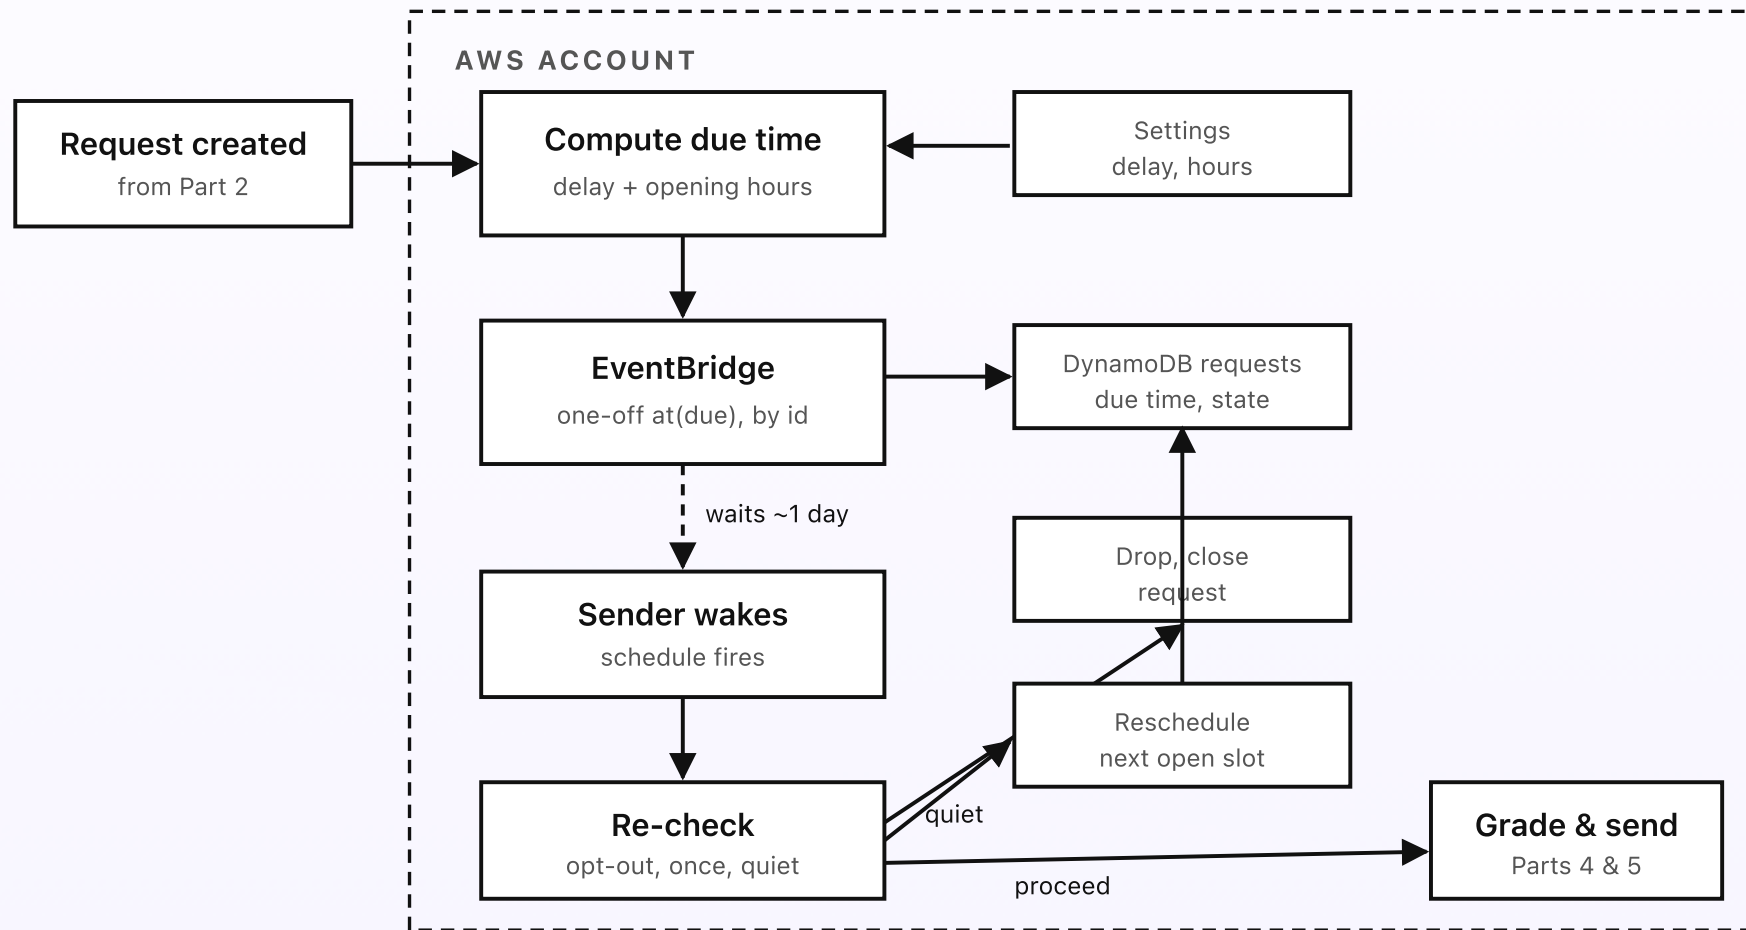 AWS ACCOUNT
Request created
from Part 2
Compute due time
delay + opening hours
Settings
delay, hours
EventBridge
one-off at(due), by id
DynamoDB requests
due time, state
waits ~1 day
Drop, close
request
Sender wakes
schedule fires
Reschedule
next open slot
quiet
Re-check
opt-out, once, quiet
proceed
Grade & send
Parts 4 & 5